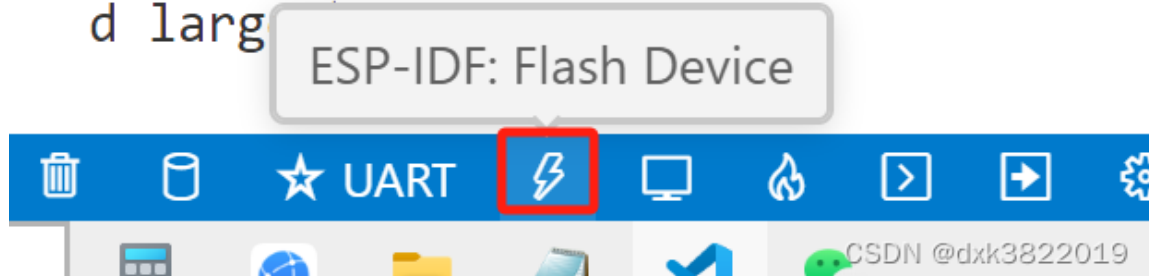 d larg
ESP-IDF: Flash Device
UART
CSDN @dxk3822019